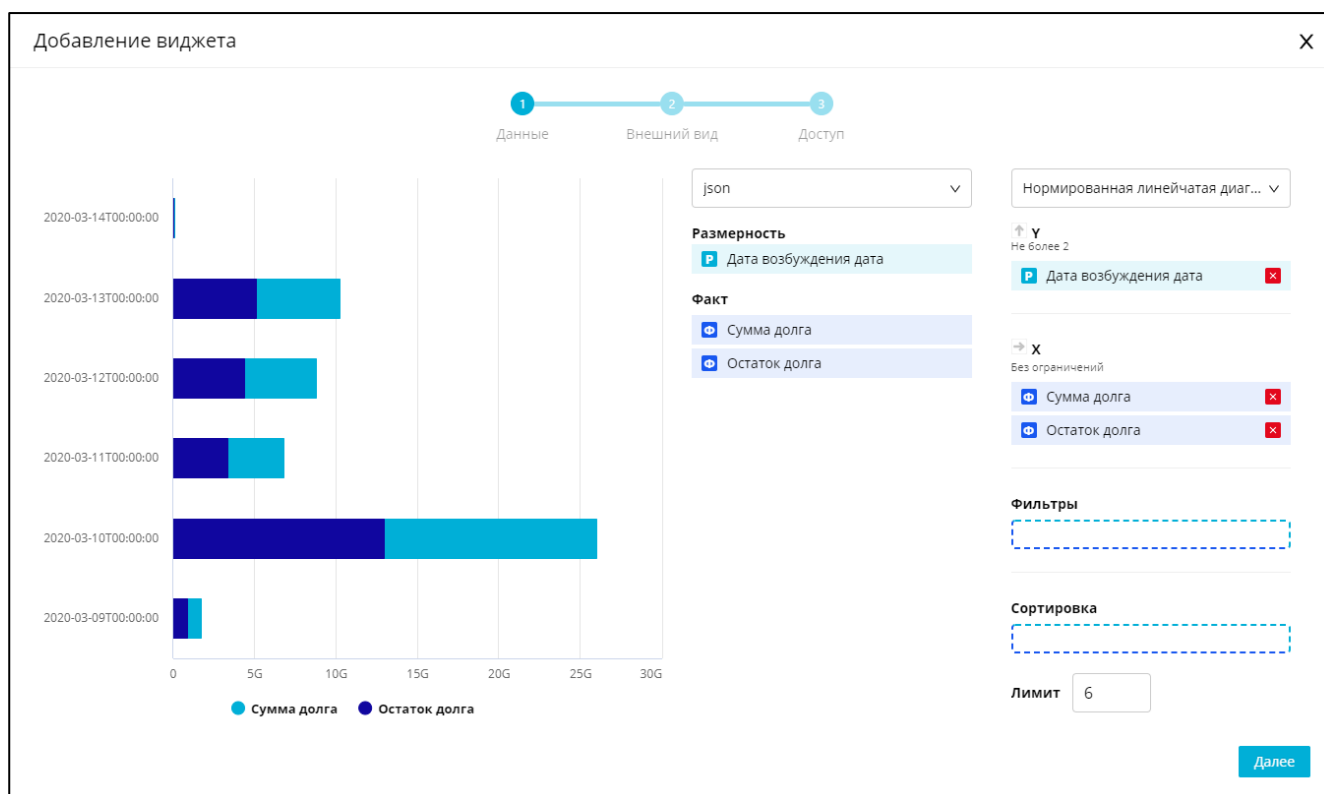 Добавление виджета
X
1
2
3
Данные
Внешний вид
Доступ
2020-03-14T00:00:00
2020-03-13T00:00:00
2020-03-12T00:00:00
2020-03-11T00:00:00
2020-03-10T00:00:00
2020-03-09T00:00:00
0 5G 10G 15G 20G 25G 30G
Сумма долга Остаток долга
json
Размерность
Р Дата возбуждения дата
Факт
Ф Сумма долга
Ф Остаток долга
Нормированная линейчатая диаг...
Y
Не более 2
Р Дата возбуждения дата
X
Без ограничений
Ф Сумма долга
Ф Остаток долга
Фильтры
Сортировка
Лимит 6
Далее